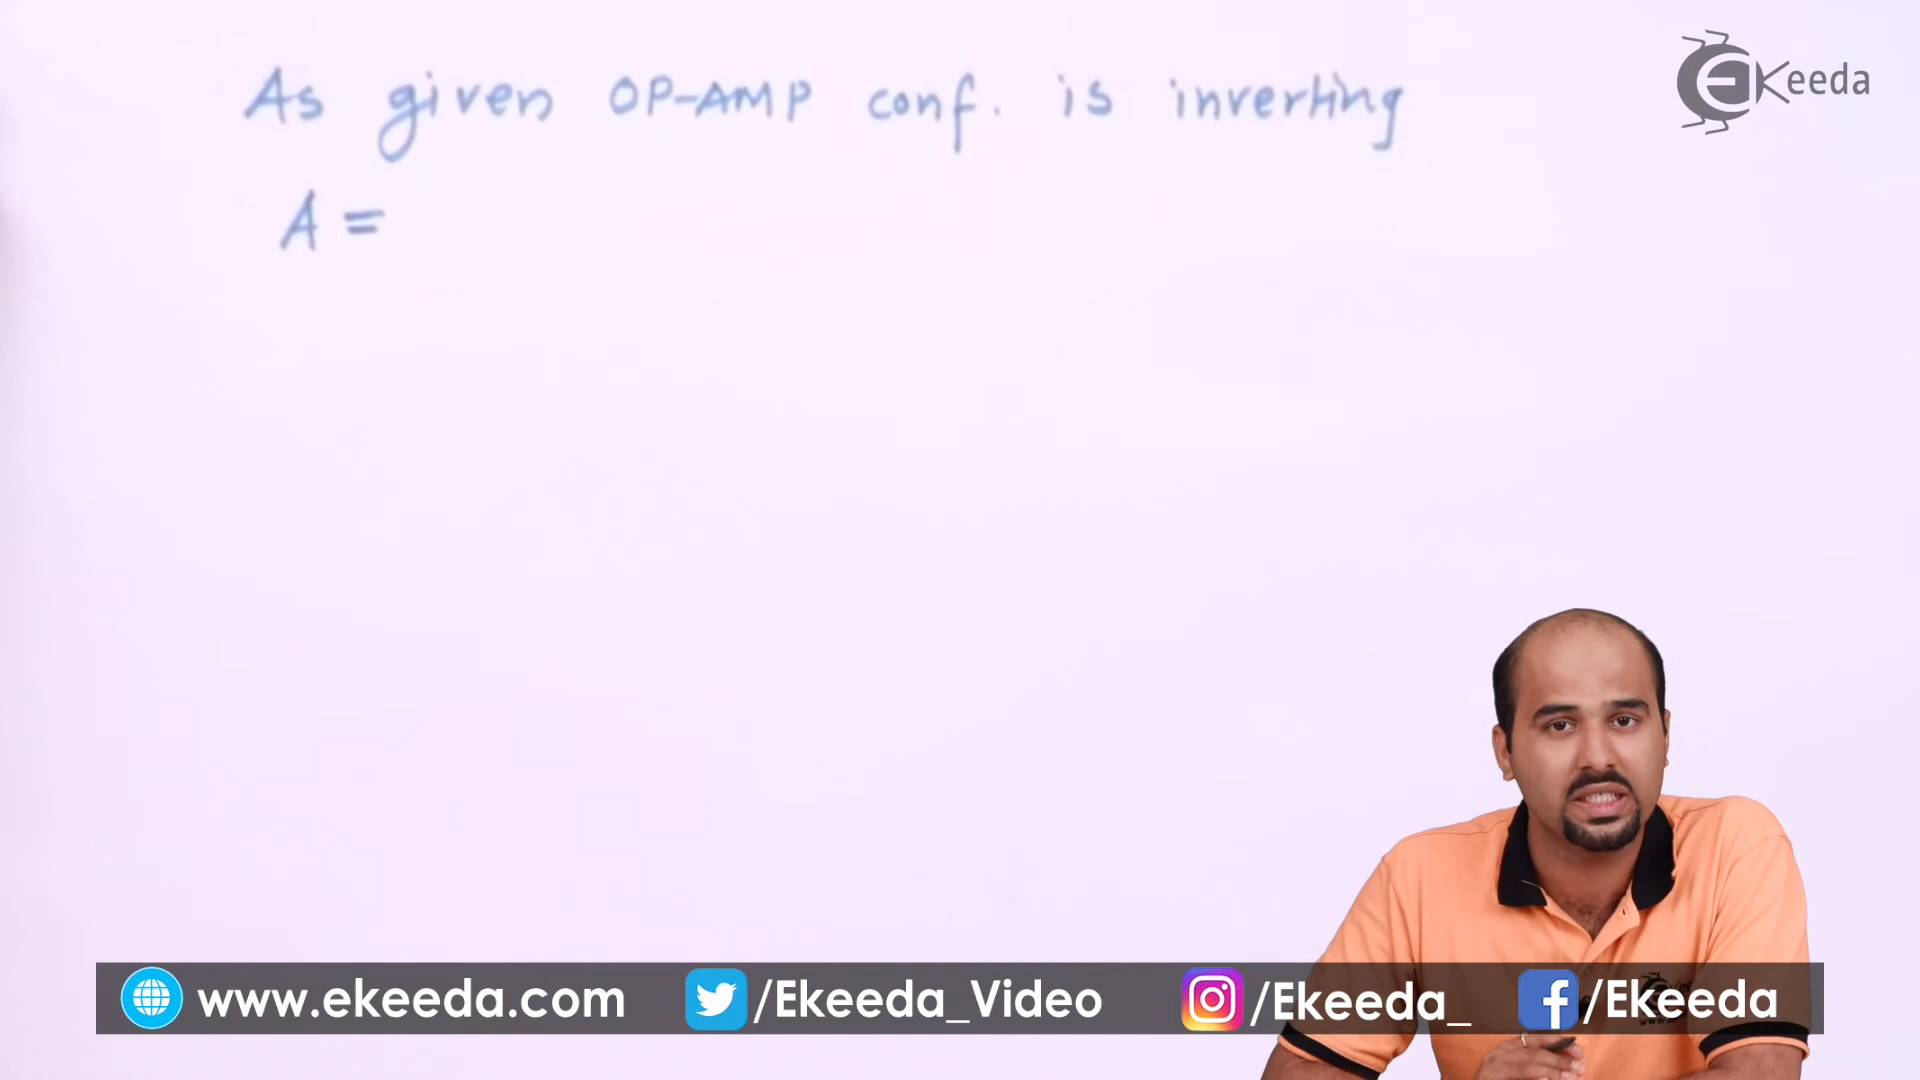 As given OP-AMP conf. is inverting
A =
Ekeeda
www.ekeeda.com /Ekeeda_Video /Ekeeda_ /Ekeeda